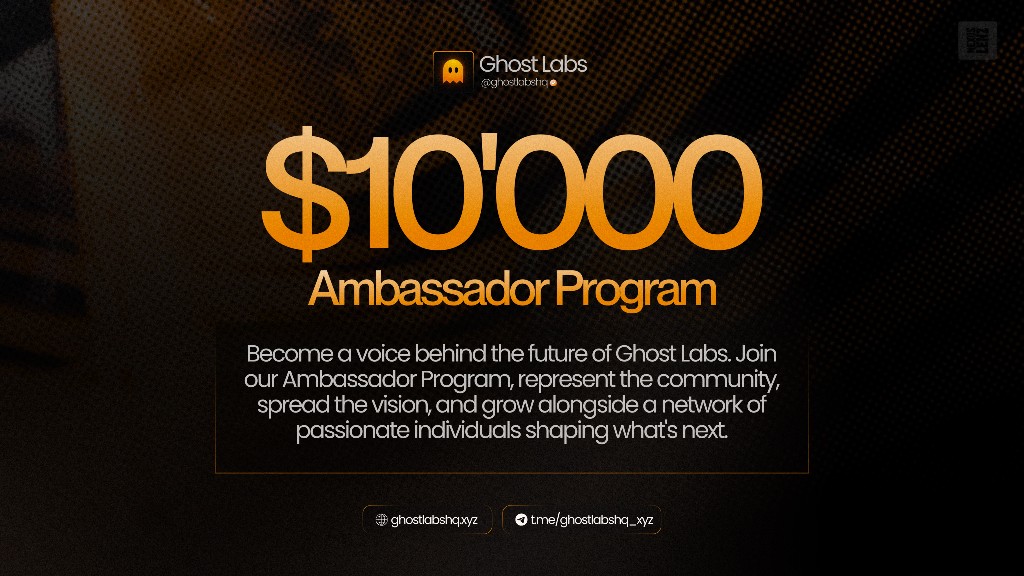 Ghost Labs
@ghostlabshq
$10'000
Ambassador Program
Become a voice behind the future of Ghost Labs. Join
our Ambassador Program, represent the community,
spread the vision, and grow alongside a network of
passionate individuals shaping what's next.
ghostlabshq.xyz
t.me/ghostlabshq_xyz